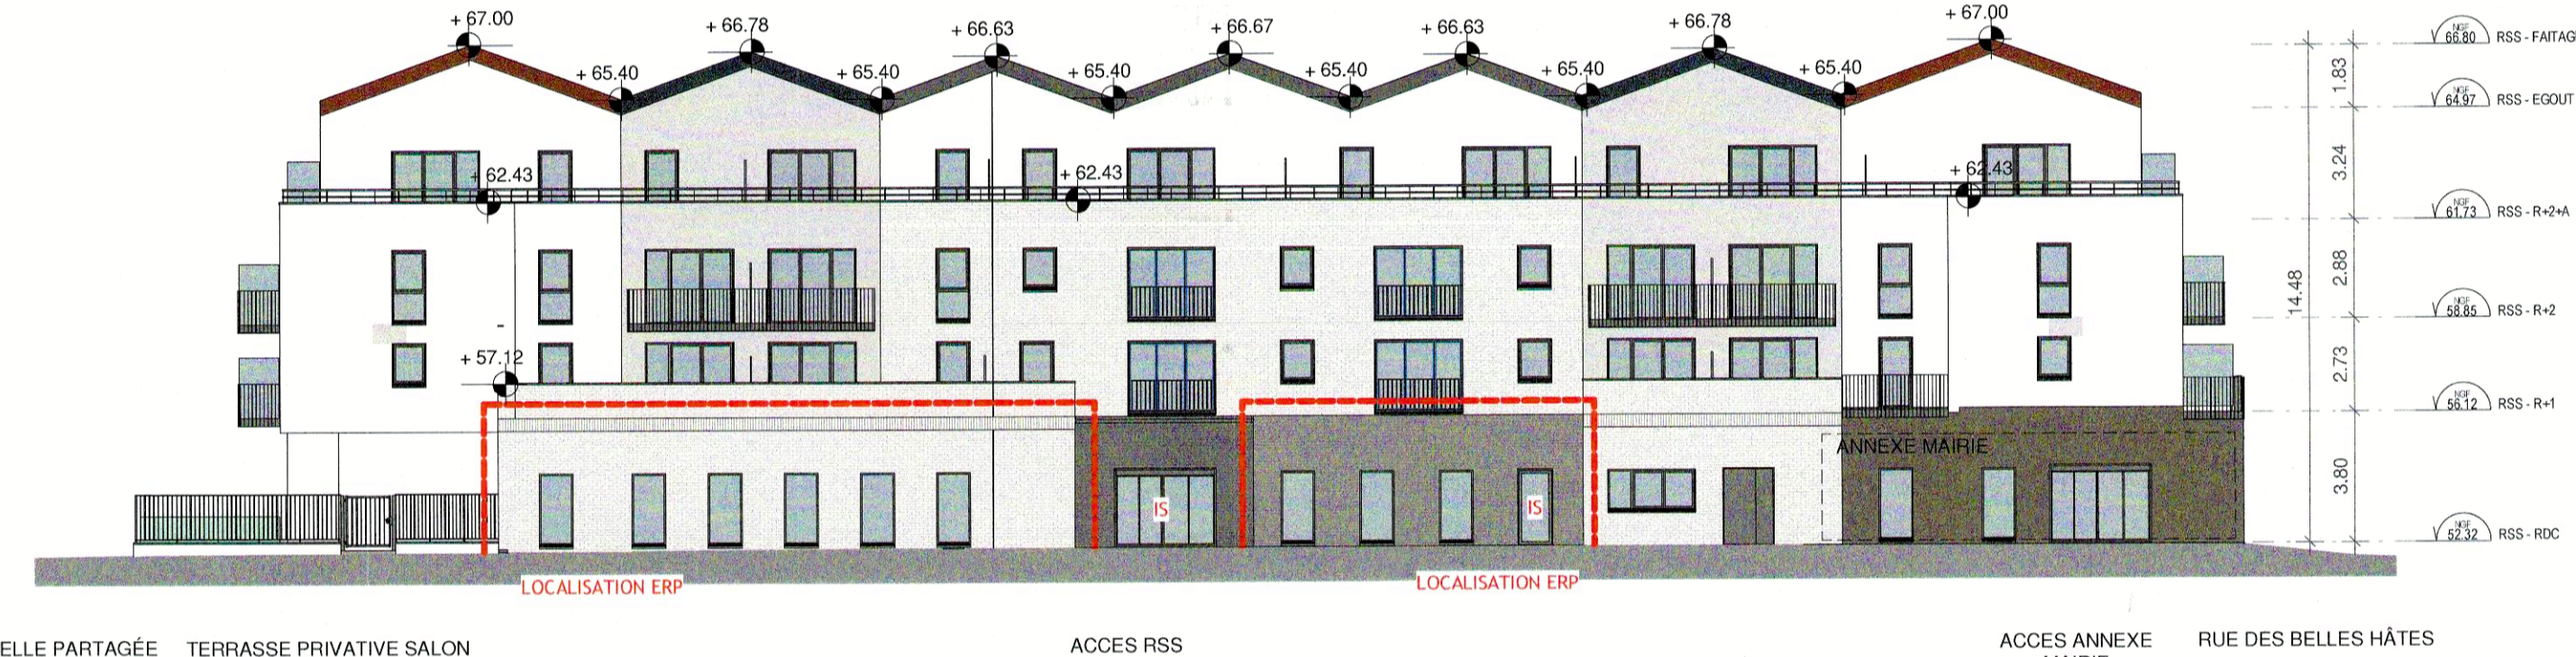 + 67.00
+ 66.78
+ 66.63
+ 66.67
+ 66.63
+ 66.78
+ 67.00
+ 65.40
+ 65.40
+ 65.40
+ 65.40
+ 65.40
+ 65.40
NGF
66.80 RSS - FAITAG
1.83
NGF
64.97 RSS - EGOUT
3.24
+ 62.43
+ 62.43
+ 62.43
NGF
61.73 RSS - R+2+A
2.88
14.48
NGF
58.85 RSS - R+2
2.73
+ 57.12
NGF
56.12 RSS - R+1
ANNEXE MAIRIE
3.80
IS
IS
NGF
52.32 RSS - RDC
LOCALISATION ERP
LOCALISATION ERP
ELLE PARTAGÉE
TERRASSE PRIVATIVE SALON
ACCES RSS
ACCES ANNEXE
RUE DES BELLES HÂTES